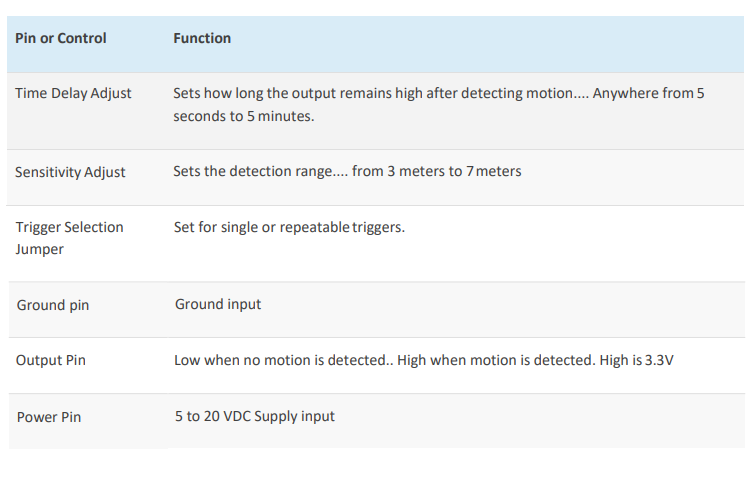 Pin or Control Function
Time Delay Adjust Sets how long the output remains high after detecting motion.... Anywhere from 5
seconds to 5 minutes.
Sensitivity Adjust Sets the detection range.... from 3 meters to 7 meters
Trigger Selection Set for single or repeatable triggers.
Jumper
Ground pin Ground input
Output Pin Low when no motion is detected.. High when motion is detected. High is 3.3V
Power Pin 5 to 20 VDC Supply input